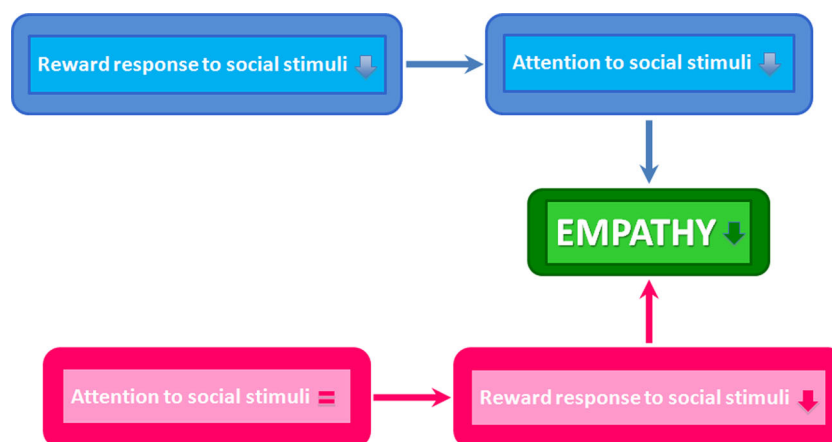 Reward response to social stimuli
Attention to social stimuli
EMPATHY
Attention to social stimuli =
Reward response to social stimuli